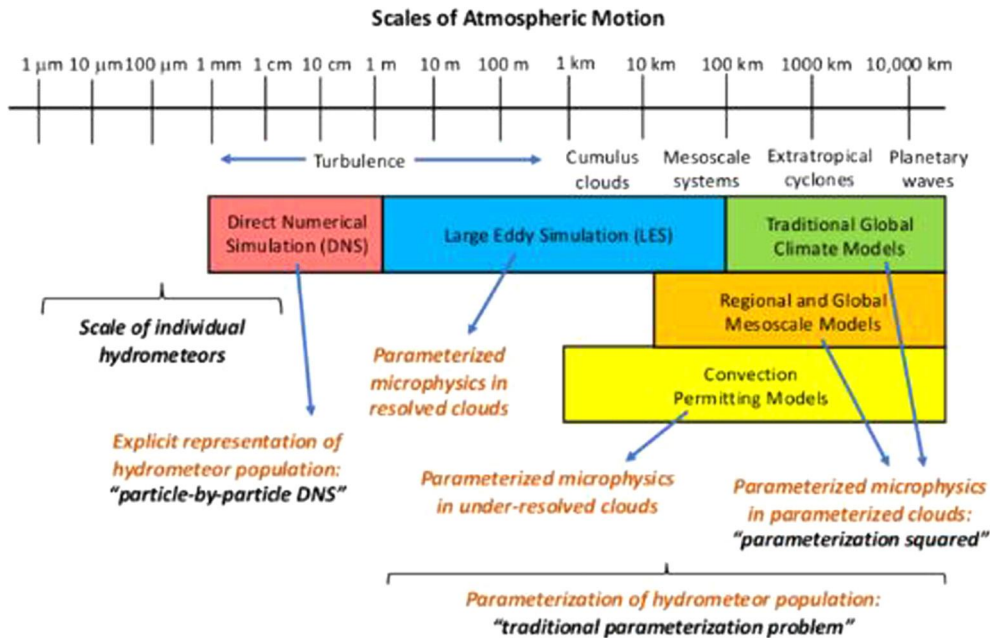 Scales of Atmospheric Motion
1 μm 10 μm 100 μm 1 mm 1 cm 10 cm 1 m 10 m 100 m 1 km 10 km 100 km 1000 km 10,000 km
Turbulence
Cumulus
clouds
Mesoscale
systems
Extratropical
cyclones
Planetary
waves
Direct Numerical
Simulation (DNS)
Large Eddy Simulation (LES)
Traditional Global
Climate Models
Regional and Global
Mesoscale Models
Convection
Permitting Models
Scale of individual
hydrometeors
Parameterized
microphysics in
resolved clouds
Explicit representation of
hydrometeor population:
“particle-by-particle DNS”
Parameterized microphysics
in under-resolved clouds
Parameterized microphysics
in parameterized clouds:
“parameterization squared”
Parameterization of hydrometeor population:
“traditional parameterization problem”